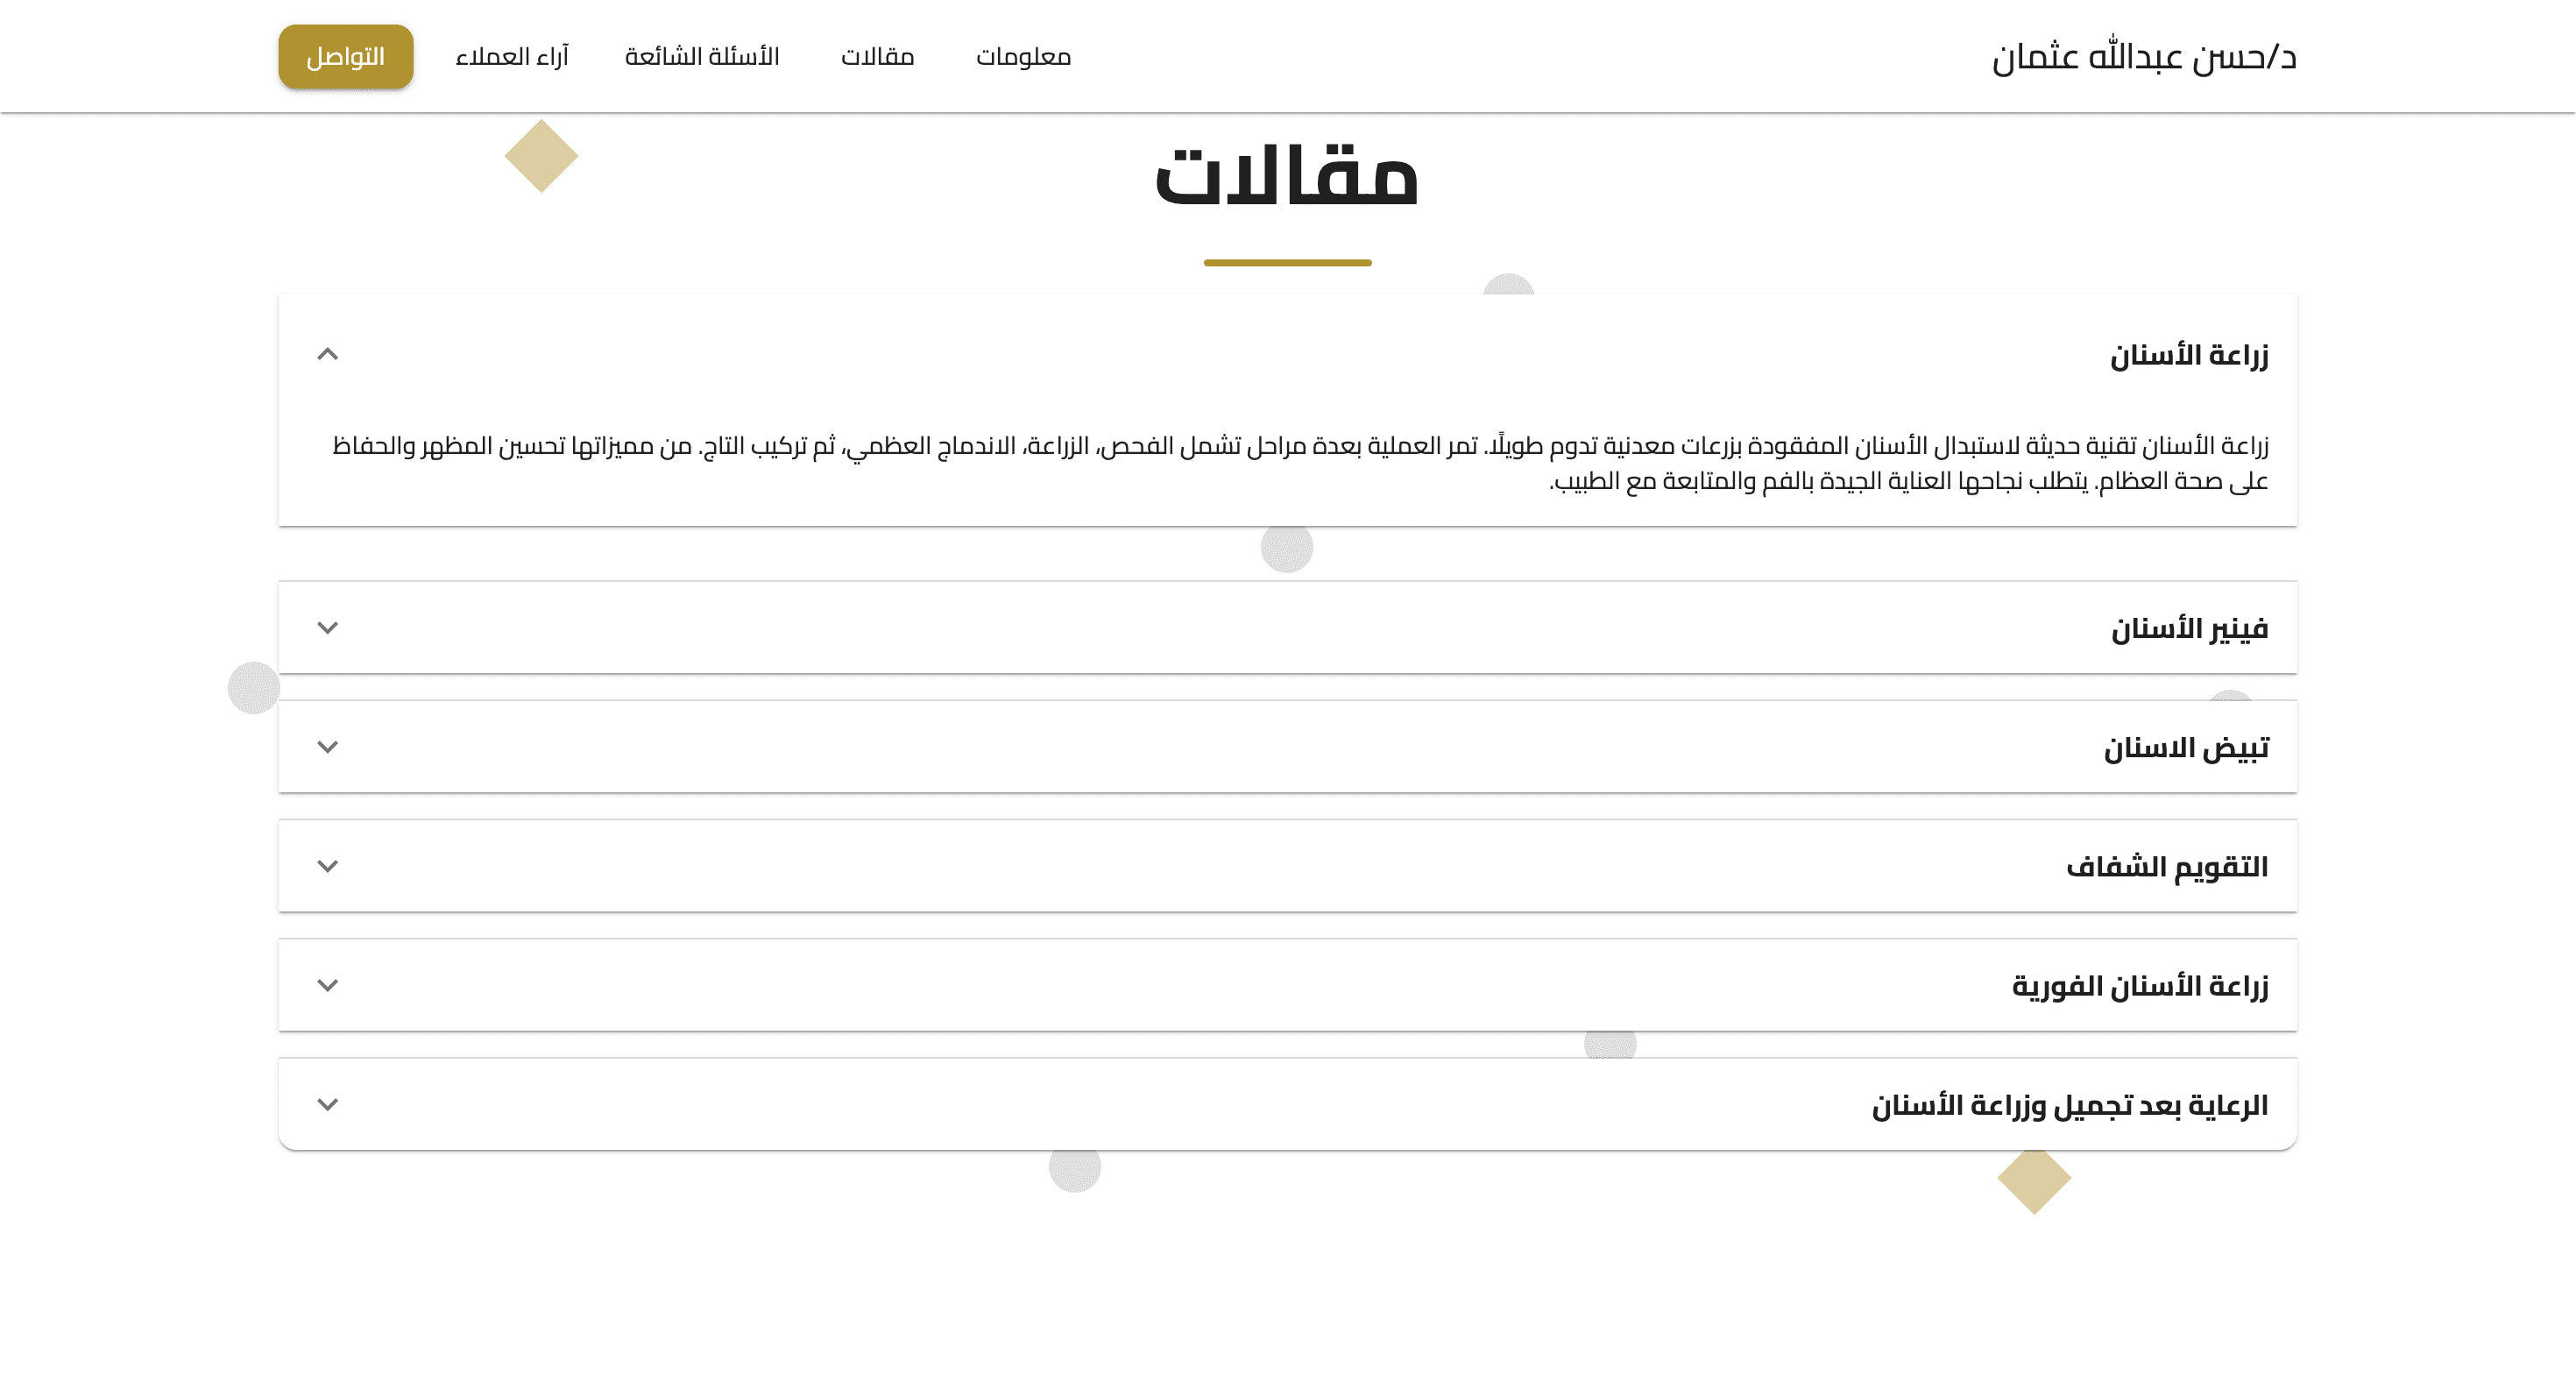 د/حسن عبدالله عثمان
معلومات
مقالات
الأسئلة الشائعة
آراء العملاء
التواصل
مقالات
زراعة الأسنان
زراعة الأسنان تقنية حديثة لاستبدال الأسنان المفقودة بزرعات معدنية تدوم طويلًا. تمر العملية بعدة مراحل تشمل الفحص، الزراعة، الاندماج العظمي، ثم تركيب التاج. من مميزاتها تحسين المظهر والحفاظ
على صحة العظام. يتطلب نجاحها العناية الجيدة بالفم والمتابعة مع الطبيب.
فينير الأسنان
تبيض الاسنان
التقويم الشفاف
زراعة الأسنان الفورية
الرعاية بعد تجميل وزراعة الأسنان